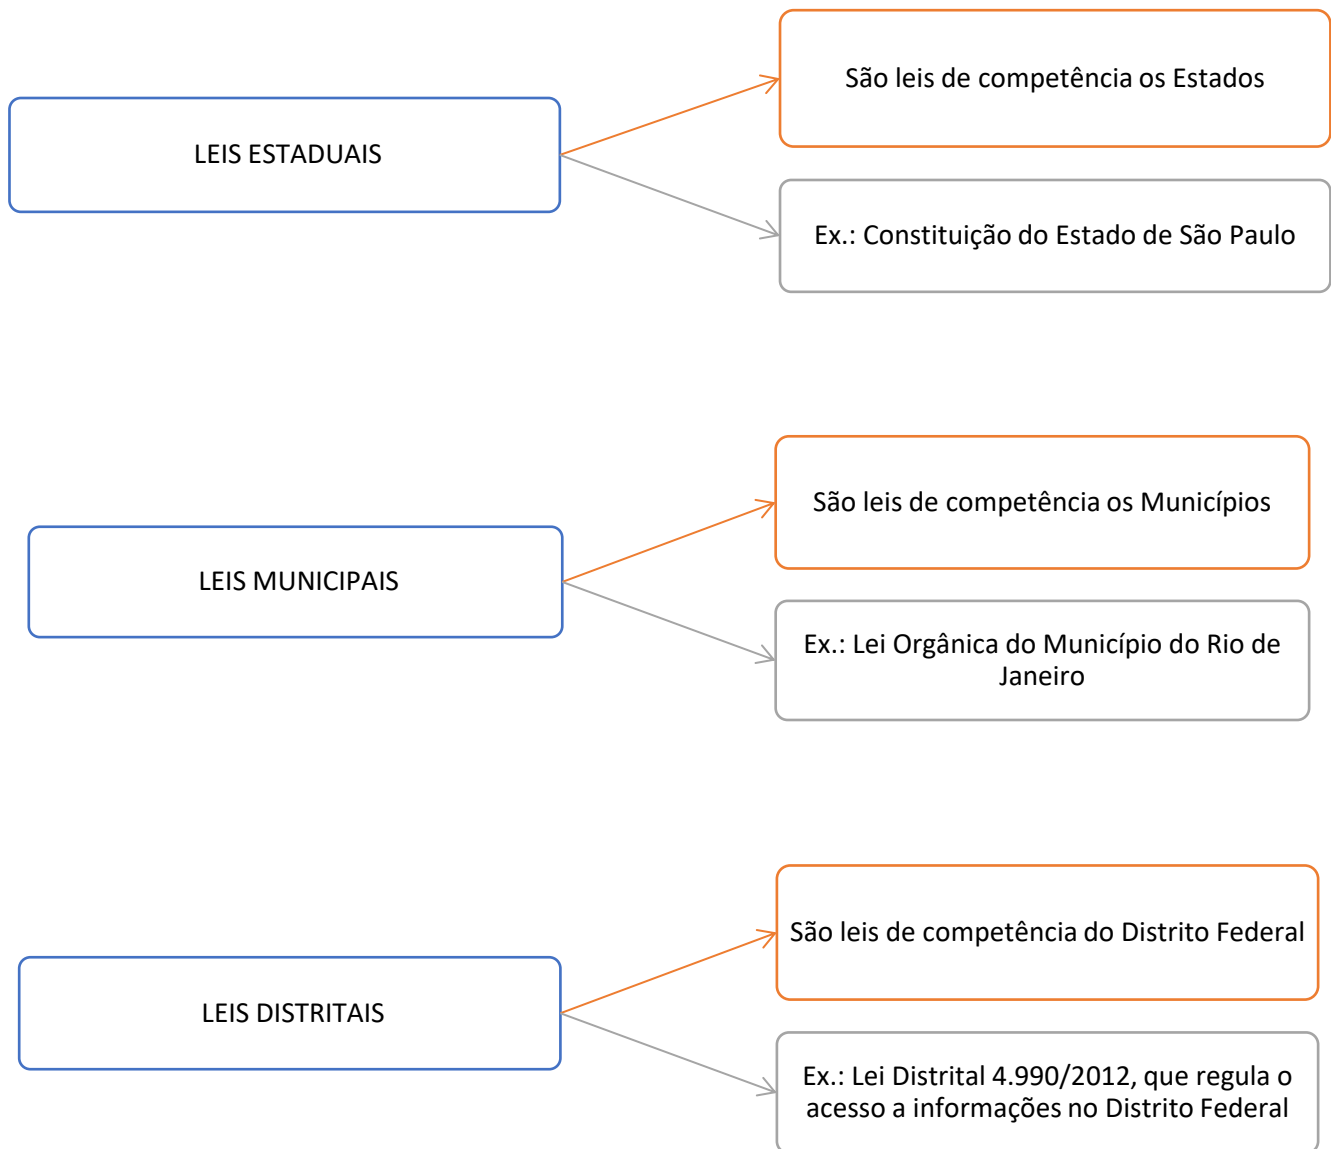 São leis de competência os Estados
LEIS ESTADUAIS
Ex.: Constituição do Estado de São Paulo
São leis de competência os Municípios
LEIS MUNICIPAIS
Ex.: Lei Orgânica do Município do Rio de
Janeiro
São leis de competência do Distrito Federal
LEIS DISTRITAIS
Ex.: Lei Distrital 4.990/2012, que regula o
acesso a informações no Distrito Federal